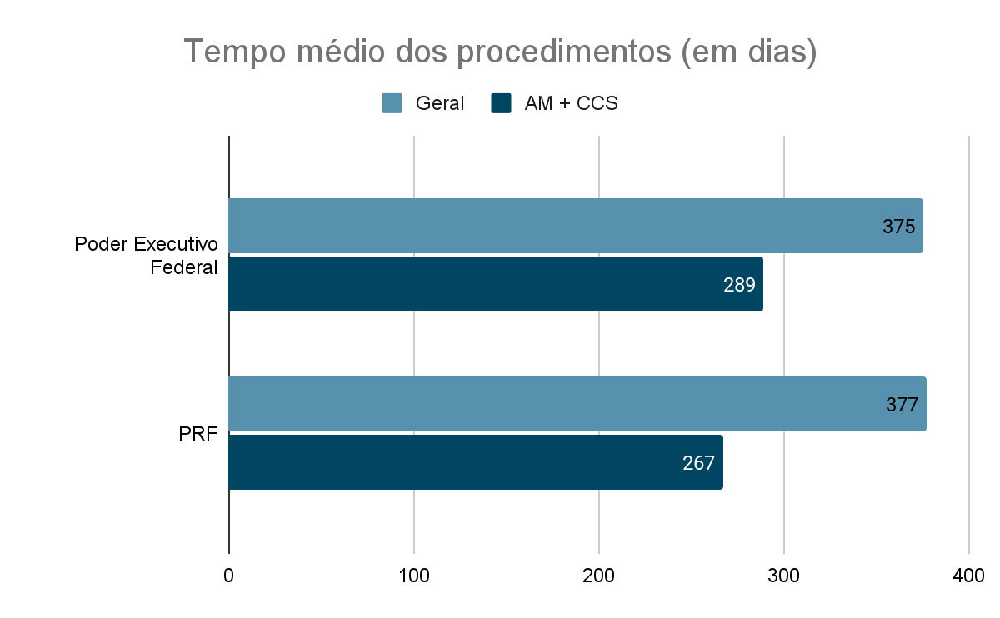 Tempo médio dos procedimentos (em dias)
Geral
AM + CCS
Poder Executivo
Federal
375
289
PRF
377
267
0
100
200
300
400